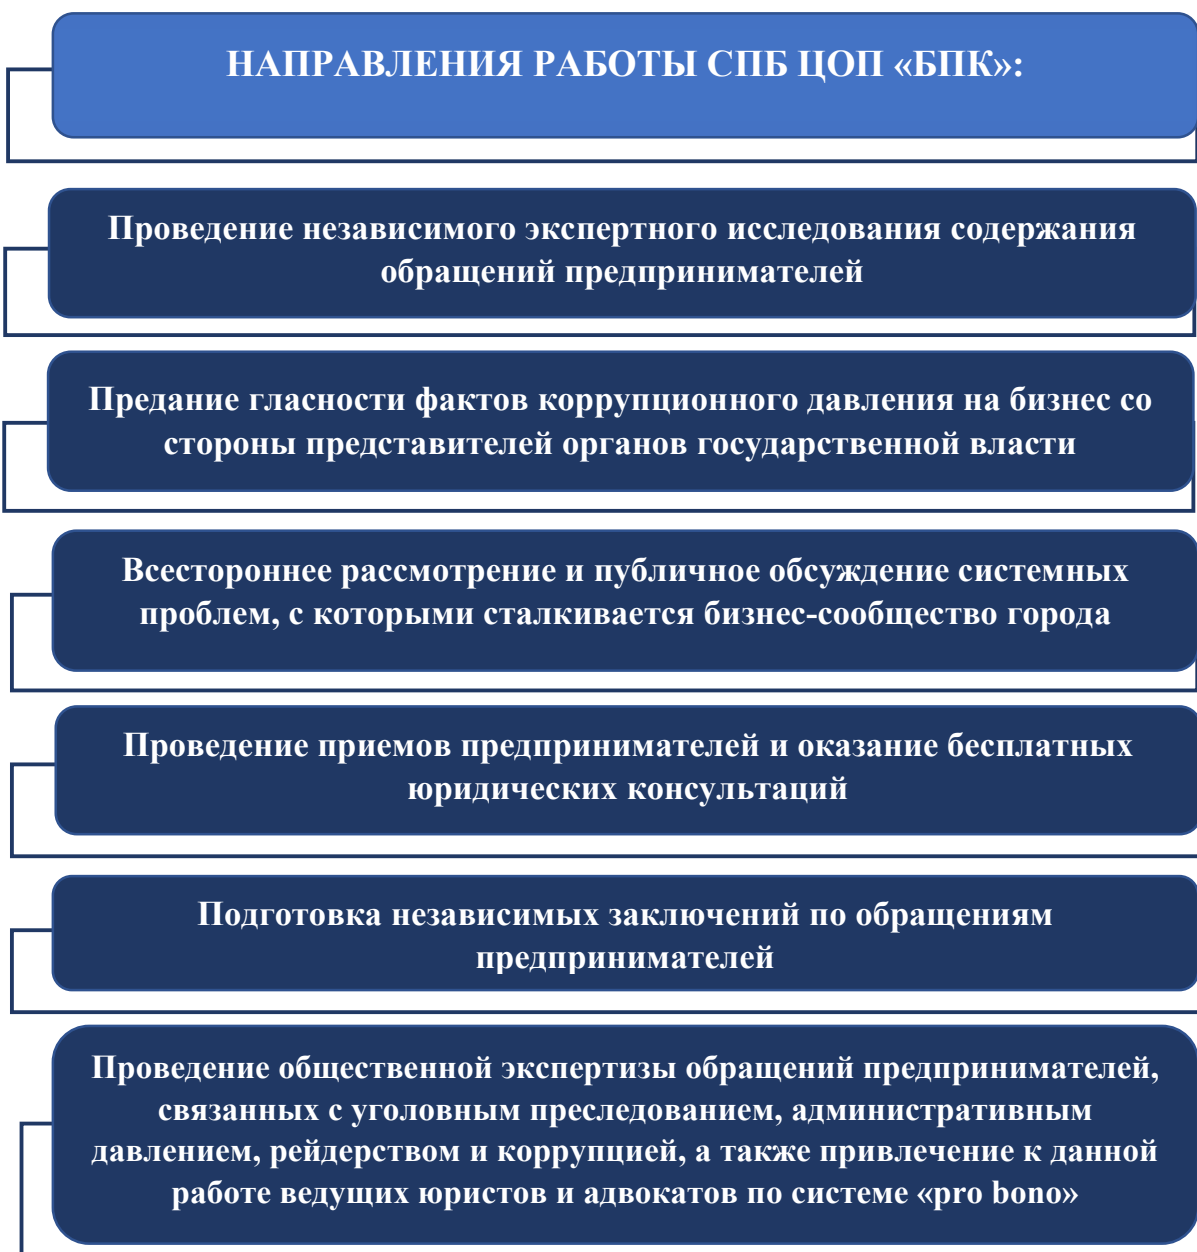 НАПРАВЛЕНИЯ РАБОТЫ СПБ ЦОП «БПК»:
Проведение независимого экспертного исследования содержания
обращений предпринимателей
Предание гласности фактов коррупционного давления на бизнес со
стороны представителей органов государственной власти
Всестороннее рассмотрение и публичное обсуждение системных
проблем, с которыми сталкивается бизнес-сообщество города
Проведение приемов предпринимателей и оказание бесплатных
юридических консультаций
Подготовка независимых заключений по обращениям
предпринимателей
Проведение общественной экспертизы обращений предпринимателей,
связанных с уголовным преследованием, административным
давлением, рейдерством и коррупцией, а также привлечение к данной
работе ведущих юристов и адвокатов по системе «pro bono»